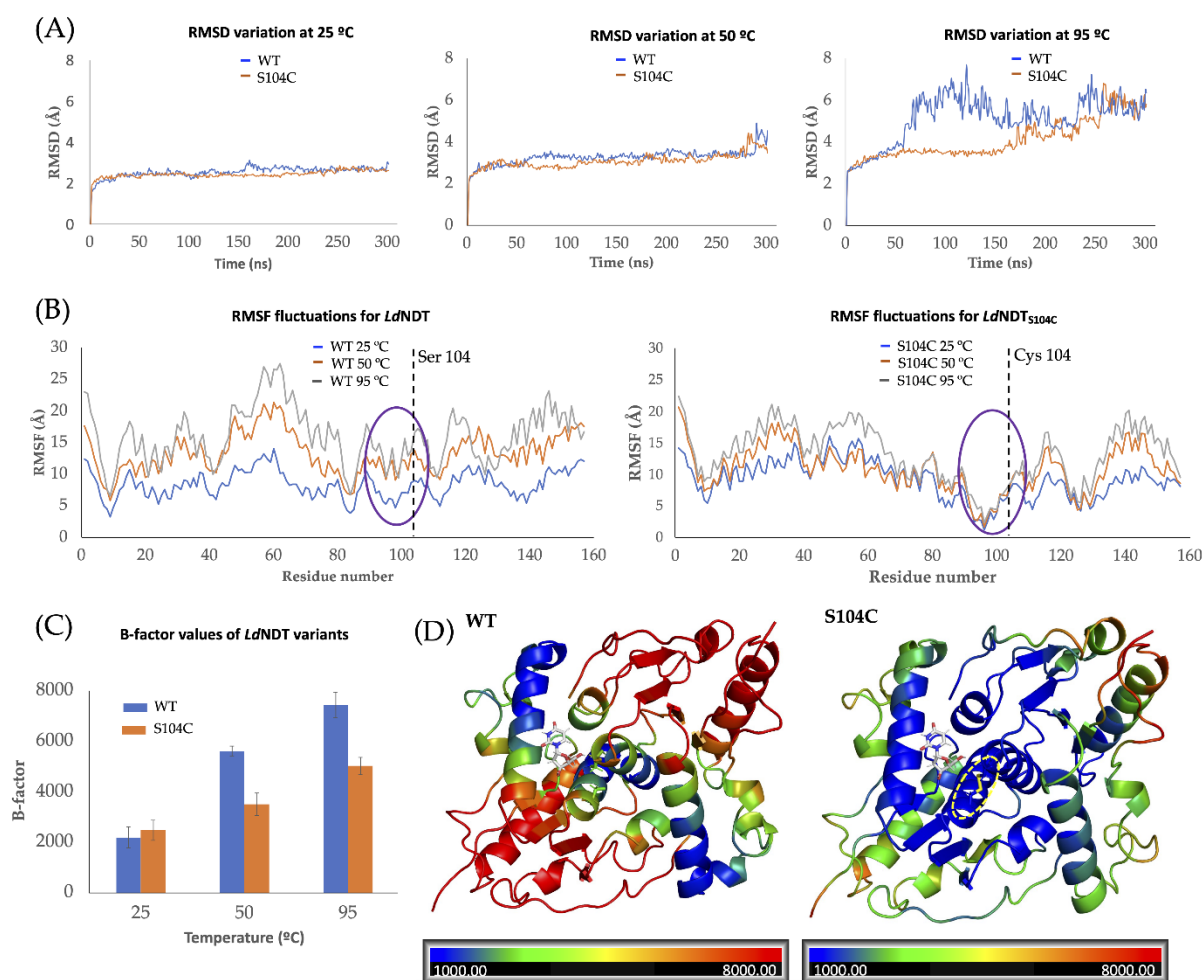 (A)
RMSD variation at 25 ºC
WT
S104C
8
6
4
2
0
RMSD (Å)
0 50 100 150 200 250 300
Time (ns)
RMSD variation at 50 ºC
WT
S104C
8
6
4
2
0
RMSD (Å)
0 50 100 150 200 250 300
Time (ns)
RMSD variation at 95 ºC
WT
S104C
8
6
4
2
0
RMSD (Å)
0 50 100 150 200 250 300
Time (ns)
(B)
RMSF fluctuations for LdNDT
WT 25 ºC
WT 50 ºC
WT 95 ºC
Ser 104
30
25
20
15
10
5
0
RMSF (Å)
0 20 40 60 80 100 120 140 160
Residue number
RMSF fluctuations for LdNDTS104C
S104C 25 ºC
S104C 50 ºC
S104C 95 ºC
Cys 104
30
25
20
15
10
5
0
RMSF (Å)
0 20 40 60 80 100 120 140 160
Residue number
(C)
B-factor values of LdNDT variants
WT
S104C
8000
6000
4000
2000
0
B-factor
25 50 95
Temperature (ºC)
(D)
WT
1000.00 8000.00
S104C
1000.00 8000.00